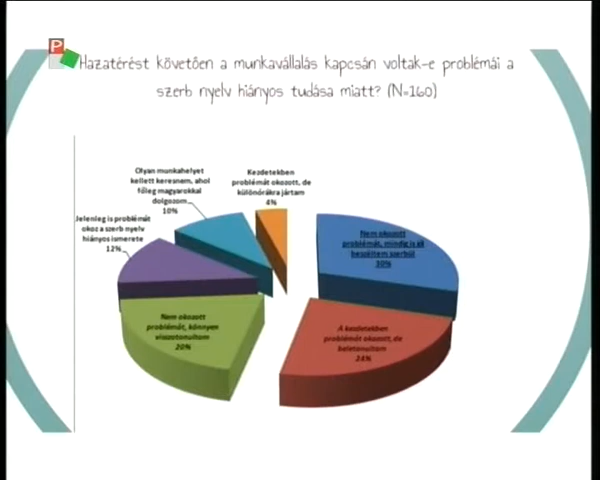 P
Hazatérést követően a munkavállalás kapcsán voltak-e problémái a
szerb nyelv hiányos tudása miatt? (N=160)
Olyan munkahelyet
kellett keresnem, ahol
főleg magyarokkal
dolgozom
10%
Kezdetekben
problémát okozott, de
különórákra jártam
4%
Jelenleg is problémát
okoz a szerb nyelv
hiányos ismerete
12%
Nem okozott
problémát, mindig is jól
beszéltem szerbül
30%
Nem okozott
problémát, könnyen
visszatanultam
20%
A kezdetekben
problémát okozott, de
beletanultam
24%